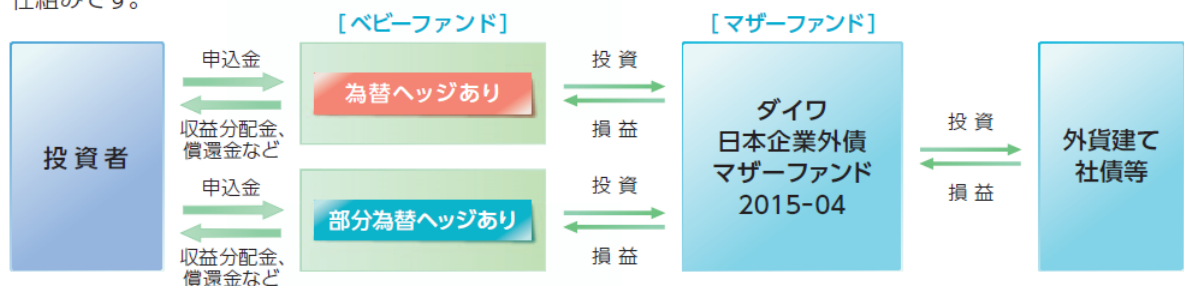 仕組みです。
[ベビーファンド]
[マザーファンド]
投資者
申込金
収益分配金、
償還金など
為替ヘッジあり
投資
損益
申込金
収益分配金、
償還金など
部分為替ヘッジあり
投資
損益
ダイワ
日本企業外債
マザーファンド
2015-04
投資
損益
外貨建て
社債等